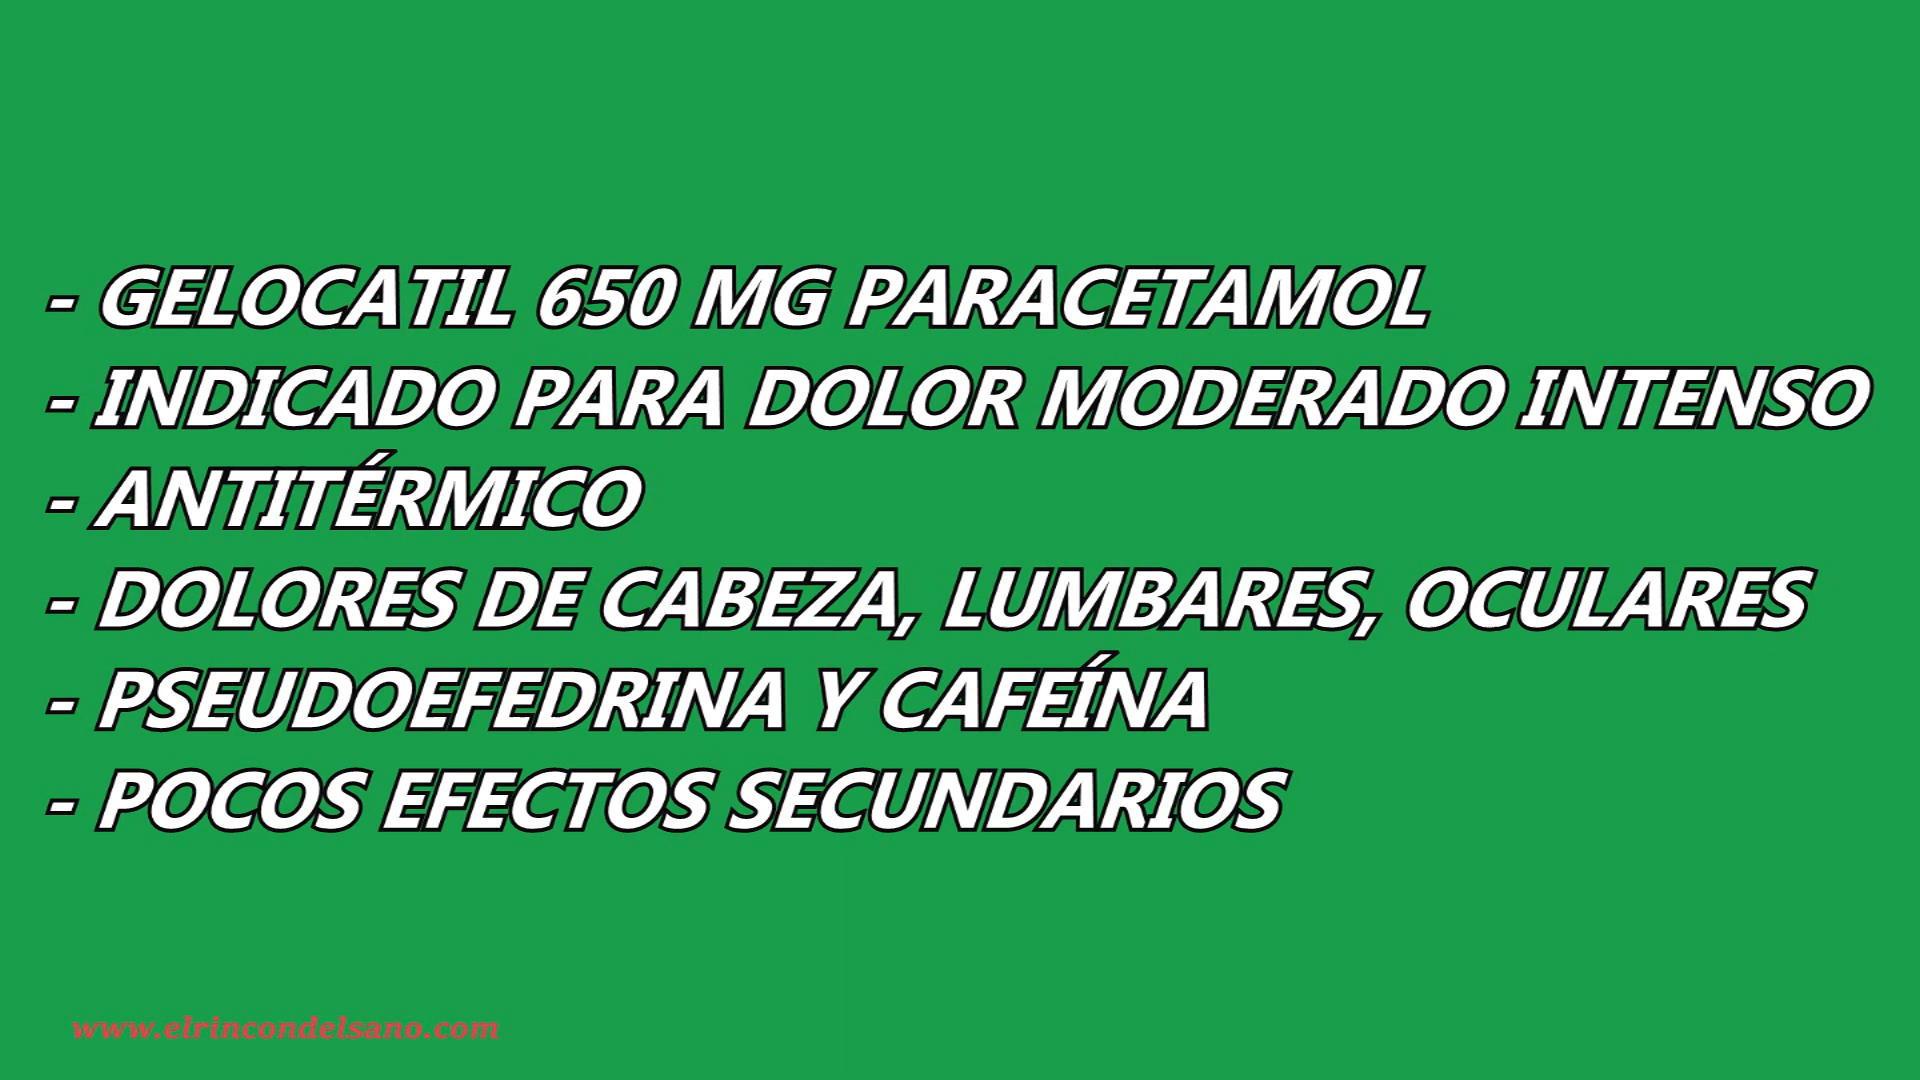 - GELOCATIL 650 MG PARACETAMOL
- INDICADO PARA DOLOR MODERADO INTENSO
- ANTITÉRMICO
- DOLORES DE CABEZA, LUMBARES, OCULARES
- PSEUDOEFEDRINA Y CAFEÍNA
- POCOS EFECTOS SECUNDARIOS
www.elrincondelsano.com